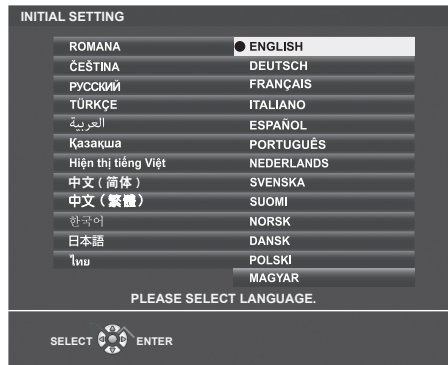 INITIAL SETTING
ROMANA
ČEŠTINA
РУССКИЙ
TÜRKÇE
العربية
Қазақша
Hiện thị tiếng Việt
中文 ( 简体 )
中文 ( 繁體 )
한국어
日本語
ไทย
ENGLISH
DEUTSCH
FRANÇAIS
ITALIANO
ESPAÑOL
PORTUGUÊS
NEDERLANDS
SVENSKA
SUOMI
NORSK
DANSK
POLSKI
MAGYAR
PLEASE SELECT LANGUAGE.
SELECT ENTER